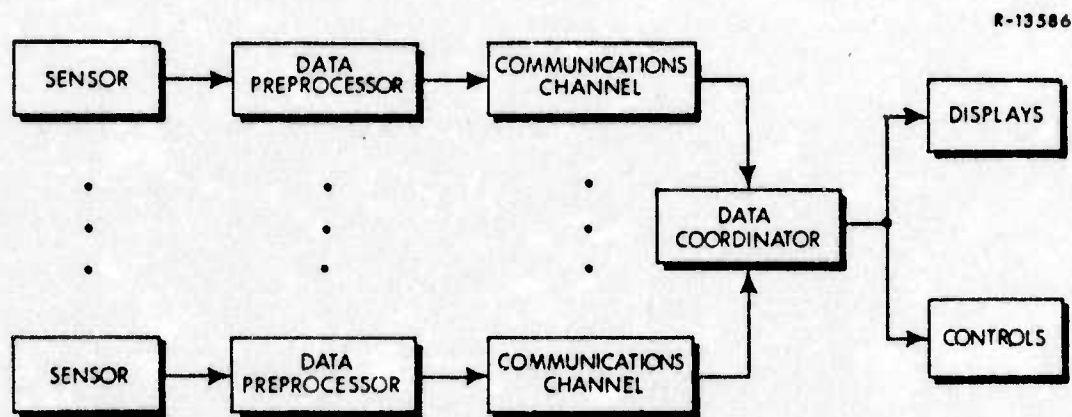 R-13586
SENSOR
DATA
PREPROCESSOR
COMMUNICATIONS
CHANNEL
DISPLAYS
DATA
COORDINATOR
SENSOR
DATA
PREPROCESSOR
COMMUNICATIONS
CHANNEL
CONTROLS